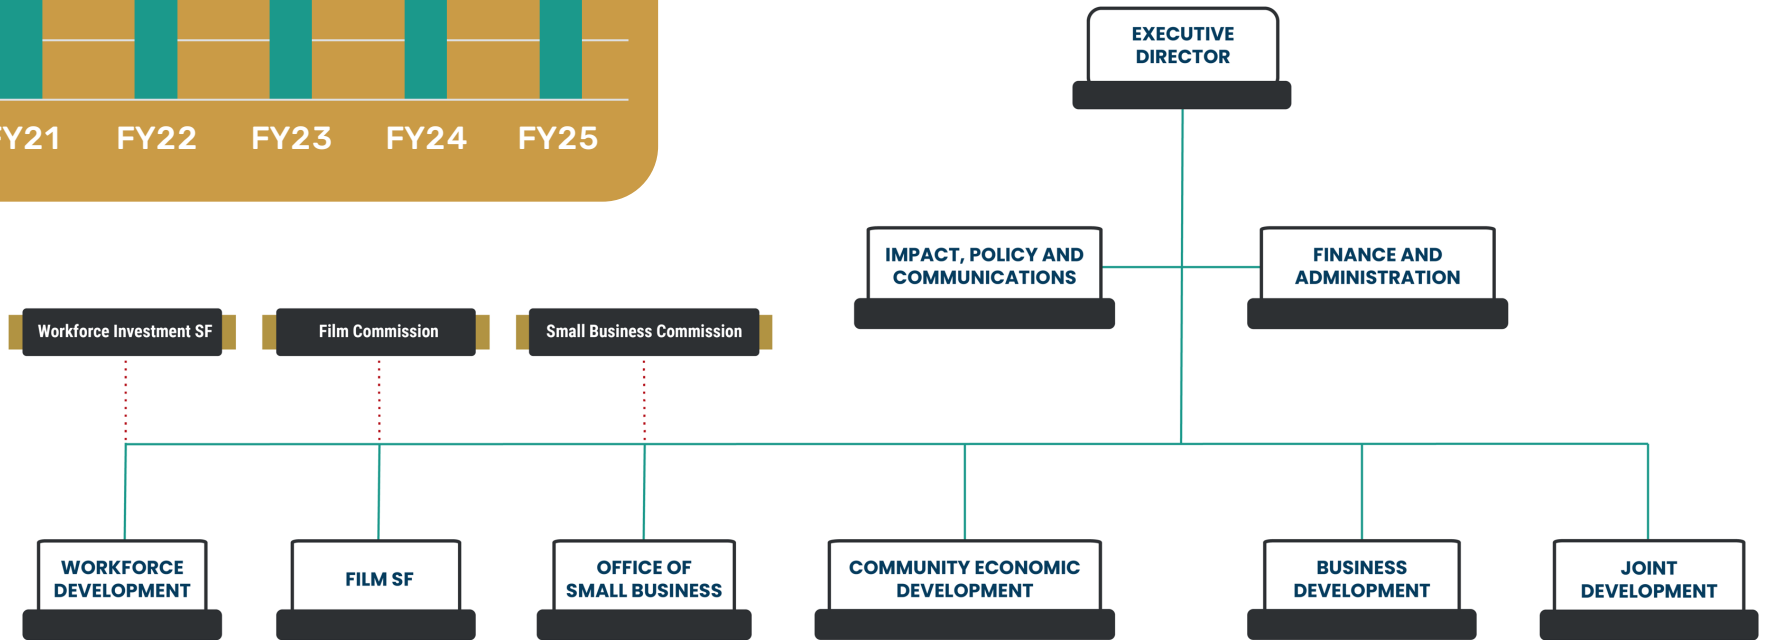 EXECUTIVE
DIRECTOR
FY21 FY22 FY23 FY24 FY25
IMPACT, POLICY AND
COMMUNICATIONS
FINANCE AND
ADMINISTRATION
Workforce Investment SF
Film Commission
Small Business Commission
WORKFORCE
DEVELOPMENT
FILM SF
OFFICE OF
SMALL BUSINESS
COMMUNITY ECONOMIC
DEVELOPMENT
BUSINESS
DEVELOPMENT
JOINT
DEVELOPMENT